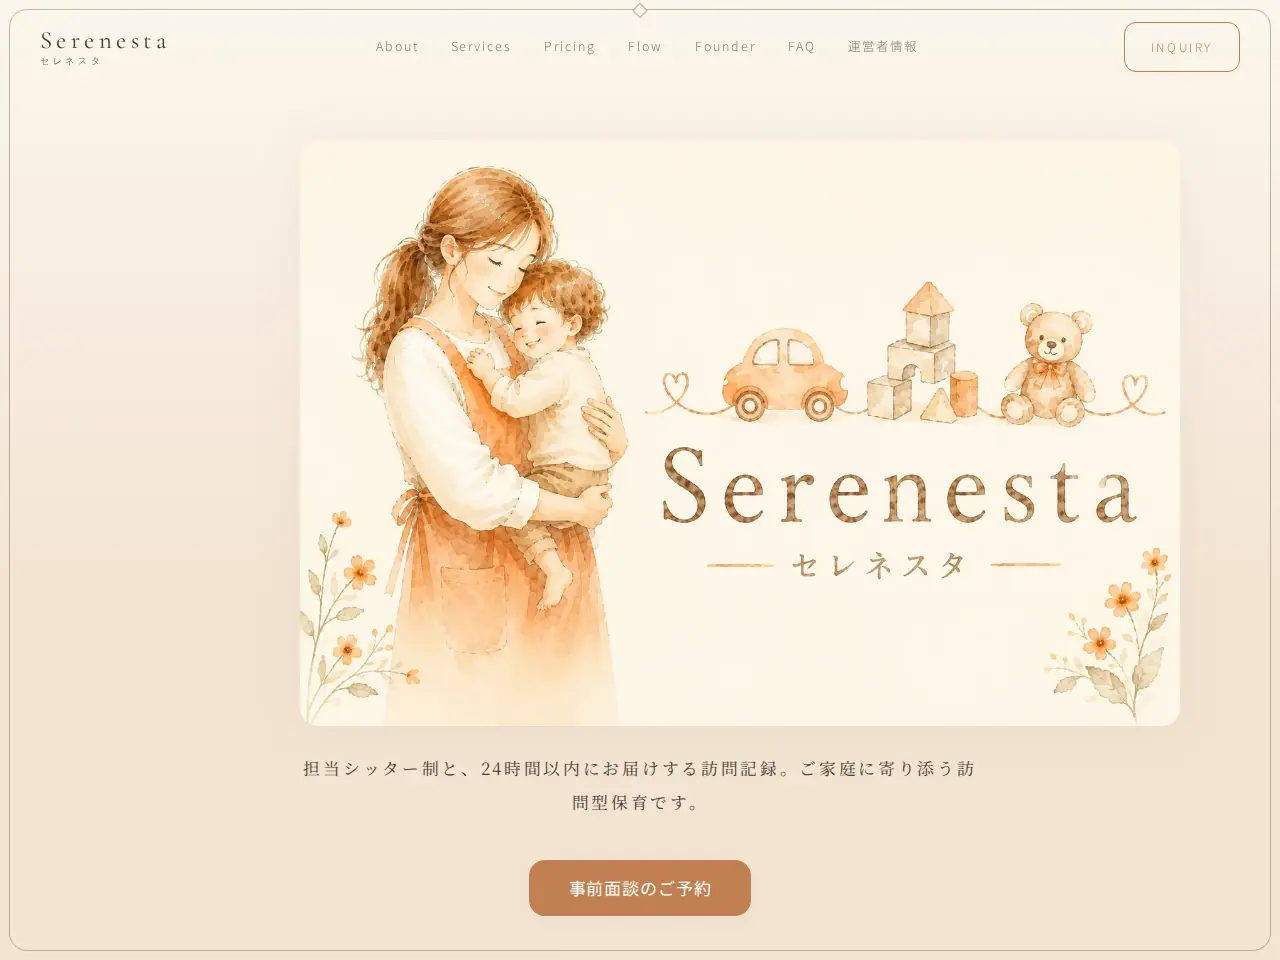 Serenesta
セレネスタ
About
Services
Pricing
Flow
Founder
FAQ
運営者情報
INQUIRY
Serenesta
セレネスタ
担当シッター制と、24時間以内にお届けする訪問記録。ご家庭に寄り添う訪
問型保育です。
事前面談のご予約